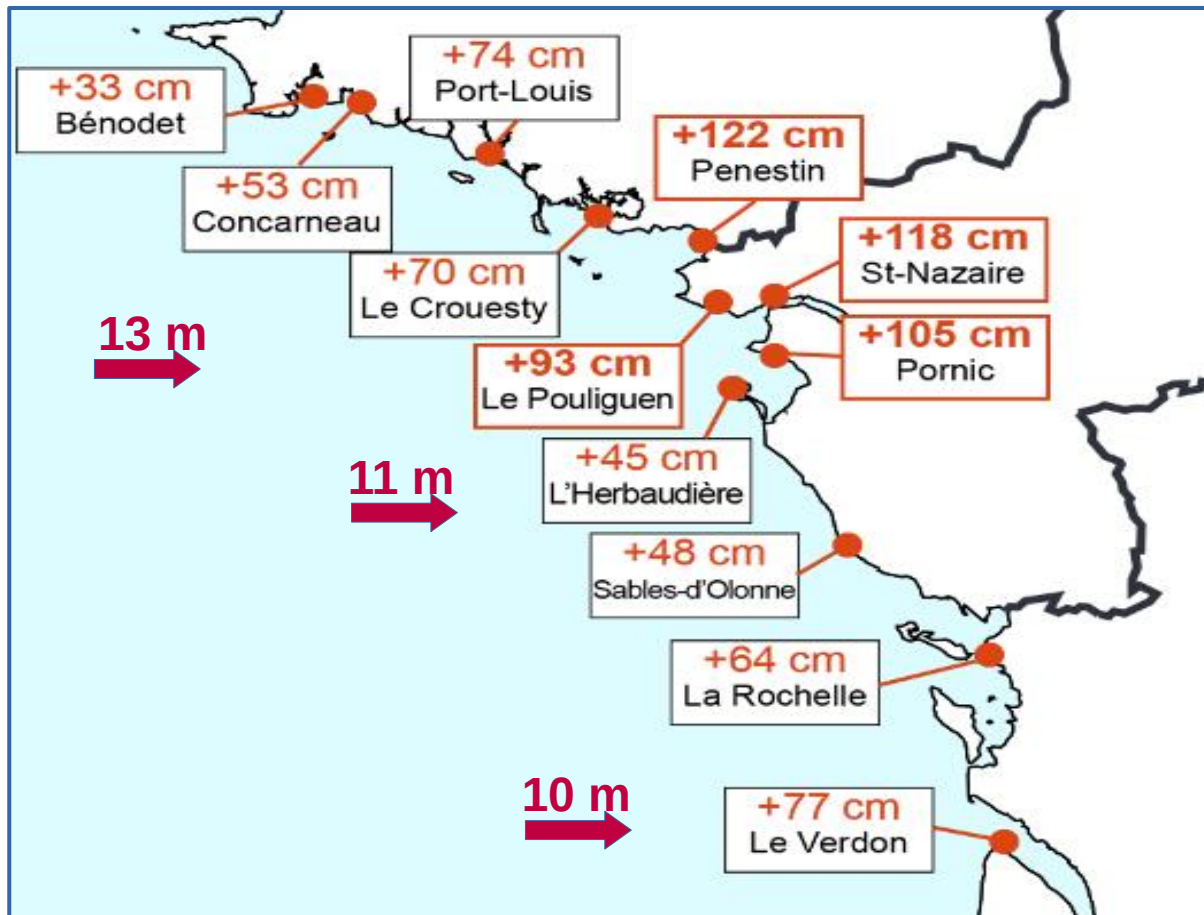 +33 cm
Bénodet
+74 cm
Port-Louis
+53 cm
Concarneau
+122 cm
Penestin
+70 cm
Le Crouesty
+118 cm
St-Nazaire
13 m
+93 cm
Le Pouliguen
+105 cm
Pornic
+45 cm
L'Herbaudière
11 m
+48 cm
Sables-d'Olonne
+64 cm
La Rochelle
10 m
+77 cm
Le Verdon